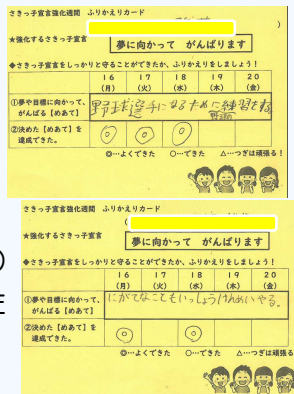 さきっ子宣言強化週間　ふりかえりカード
)
★強化するさきっ子宣言
夢に向かって　がんばります
◆さきっ子宣言をしっかりと守ることができたか、ふりかえりをしましょう！
16 17 18 19 20
(月) (火) (水) (木) (金)
①夢や目標に向かって、がんばる【めあて】
野球選手になるために練習をする
②決めた【めあて】を達成できた。
◎ ◎ ◎
◎…よくできた　○…できた　△…つぎは頑張る！
さきっ子宣言強化週間　ふりかえりカード
(
★強化するさきっ子宣言
夢に向かって　がんばります
◆さきっ子宣言をしっかりと守ることができたか、ふりかえりをしましょう！
16 17 18 19 20
(月) (火) (水) (木) (金)
①夢や目標に向かって、がんばる【めあて】
にがてなこともいっしょうけんめいやる。
②決めた【めあて】を達成できた。
◎ ◎
◎…よくできた　○…できた　△…つぎは頑張る